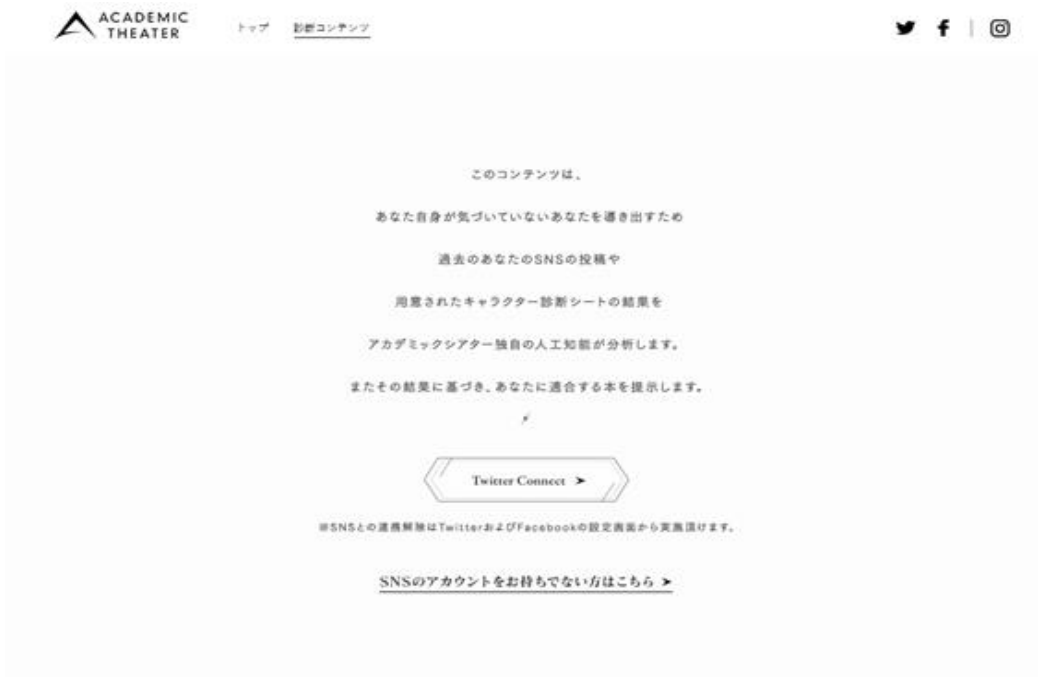 ACADEMIC
THEATER
トップ
診断コンテンツ
このコンテンツは、
あなた自身が気づいていないあなたを導き出すため
過去のあなたのSNSの投稿や
用意されたキャラクター診断シートの結果を
アカデミックシアター独自の人工知能が分析します。
またその結果に基づき、あなたに適合する本を提示します。
Twitter Connect ➤
※SNSとの連携解除はTwitterおよびFacebookの設定画面から実施頂けます。
SNSのアカウントをお持ちでない方はこちら ➤